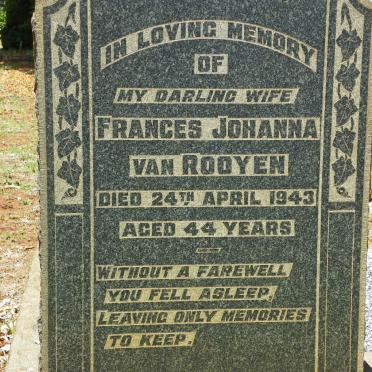 IN LOVING MEMORY
OF
MY DARLING WIFE
FRANCES JOHANNA
VAN ROOYEN
DIED 24TH APRIL 1943
AGED 44 YEARS
WITHOUT A FAREWELL
YOU FELL ASLEEP,
LEAVING ONLY MEMORIES
TO KEEP.